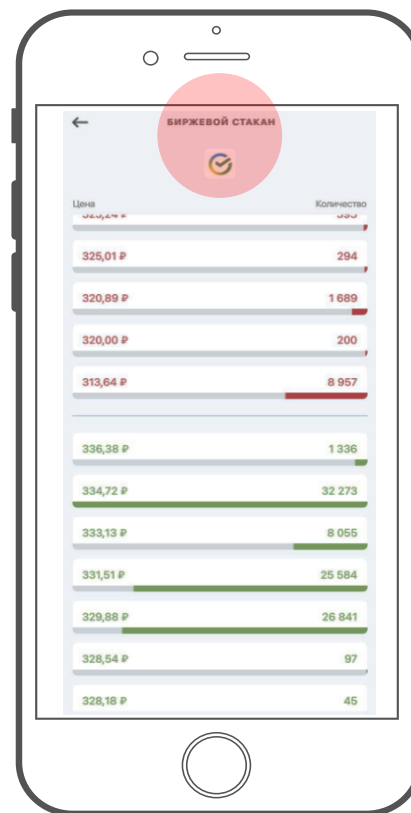 БИРЖЕВОЙ СТАКАН
Цена Количество
325,01 ₽ 294
320,89 ₽ 1 689
320,00 ₽ 200
313,64 ₽ 8 957
336,38 ₽ 1 336
334,72 ₽ 32 273
333,13 ₽ 8 055
331,51 ₽ 25 584
329,88 ₽ 26 841
328,54 ₽ 97
328,18 ₽ 45